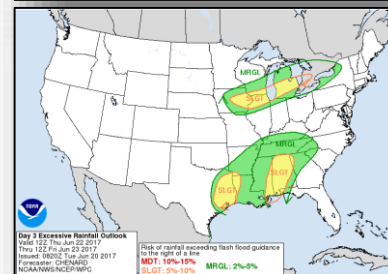 MRGL
SLGT
MRGL
SLGT
SLGT
NOAA
Day 3 Excessive Rainfall Outlook
Valid 12Z Thu Jun 22 2017
Thru 12Z Fri Jun 23 2017
Issued: 0820Z Tue Jun 20 2017
Forecaster: CHENARD
NOAA/NWS/NCEP/WPC
Risk of rainfall exceeding flash flood guidance
to the right of a line
MDT: 10%-15%
SLGT: 5%-10%
MRGL: 2%-5%